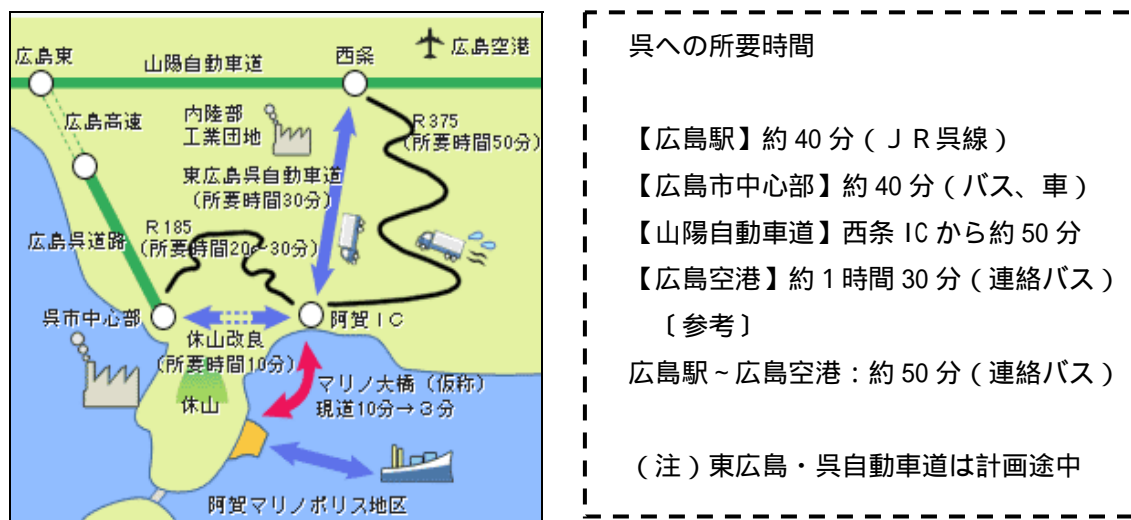 広島東
山陽自動車道
西条
広島空港
広島高速
内陸部
工業団地
R375
(所要時間50分)
東広島呉自動車道
(所要時間30分)
R185
(所要時間20~30分)
広島呉道路
呉市中心部
阿賀IC
休山改良
(所要時間10分)
マリノ大橋(仮称)
現道10分→3分
休山
阿賀マリノポリス地区
呉への所要時間
【広島駅】約40分(JR呉線)
【広島市中心部】約40分(バス、車)
【山陽自動車道】西条ICから約50分
【広島空港】約1時間30分(連絡バス)
〔参考〕
広島駅~広島空港:約50分(連絡バス)
(注)東広島・呉自動車道は計画途中